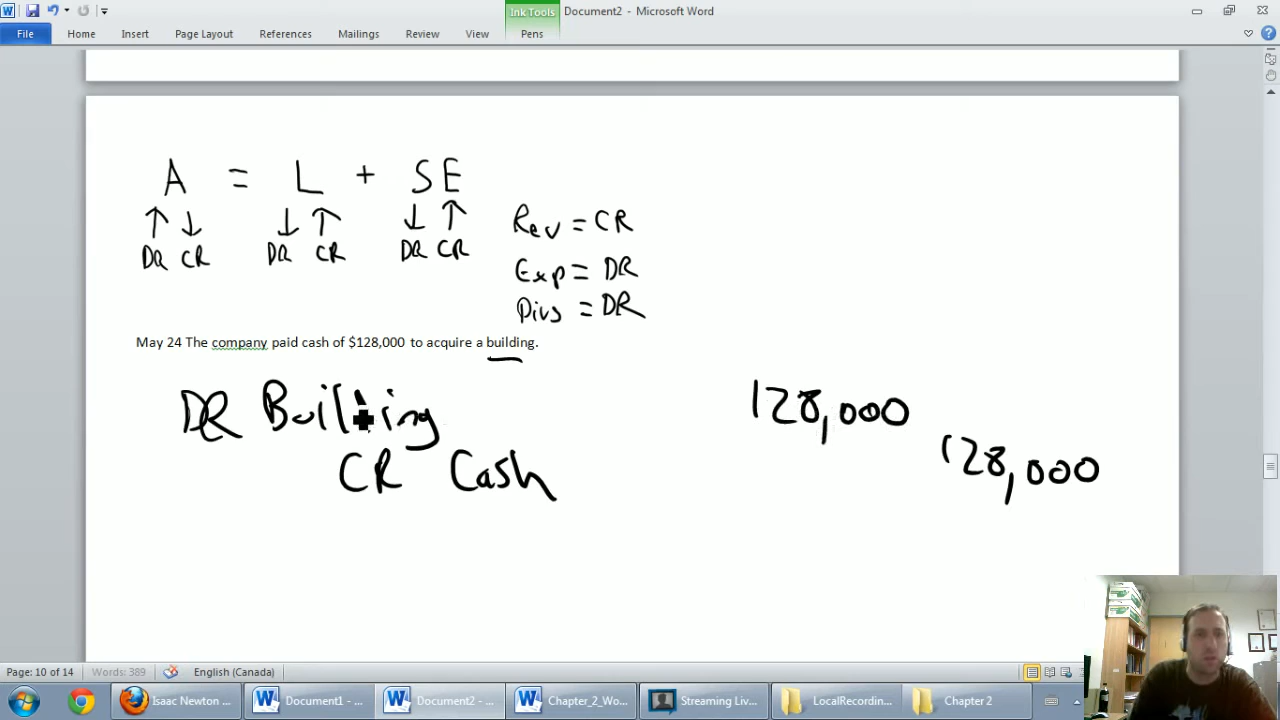 Ink Tools
Document2 - Microsoft Word
File Home Insert Page Layout References Mailings Review View Pens
A = L + SE
DR CR DR CR DR CR
Rev = CR
Exp = DR
Divs = DR
May 24 The company paid cash of $128,000 to acquire a building.
DR Building 128,000
CR Cash 128,000
Page: 10 of 14 Words: 389 English (Canada)
Isaac Newton ... Document1 - ... Document2 - ... Chapter_2_Wo... Streaming Liv... LocalRecording Chapter 2